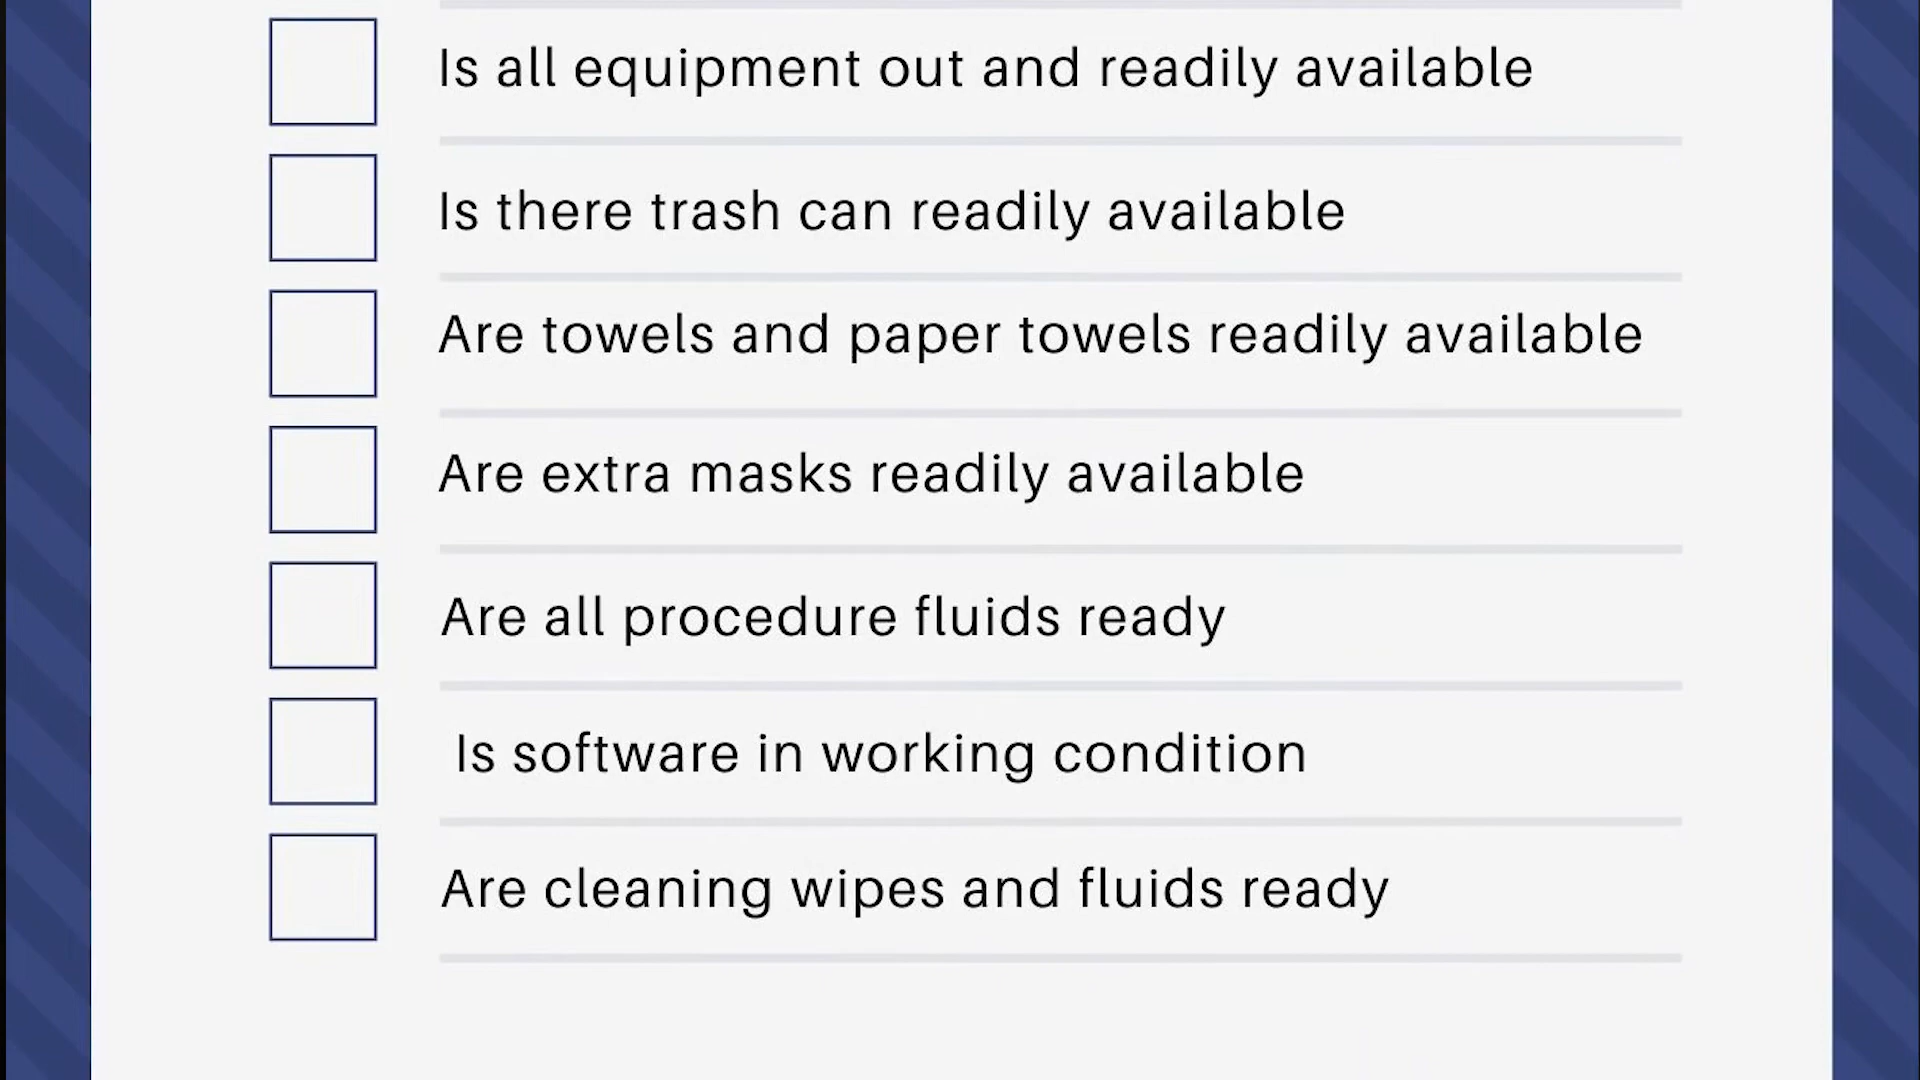 Is all equipment out and readily available
Is there trash can readily available
Are towels and paper towels readily available
Are extra masks readily available
Are all procedure fluids ready
Is software in working condition
Are cleaning wipes and fluids ready